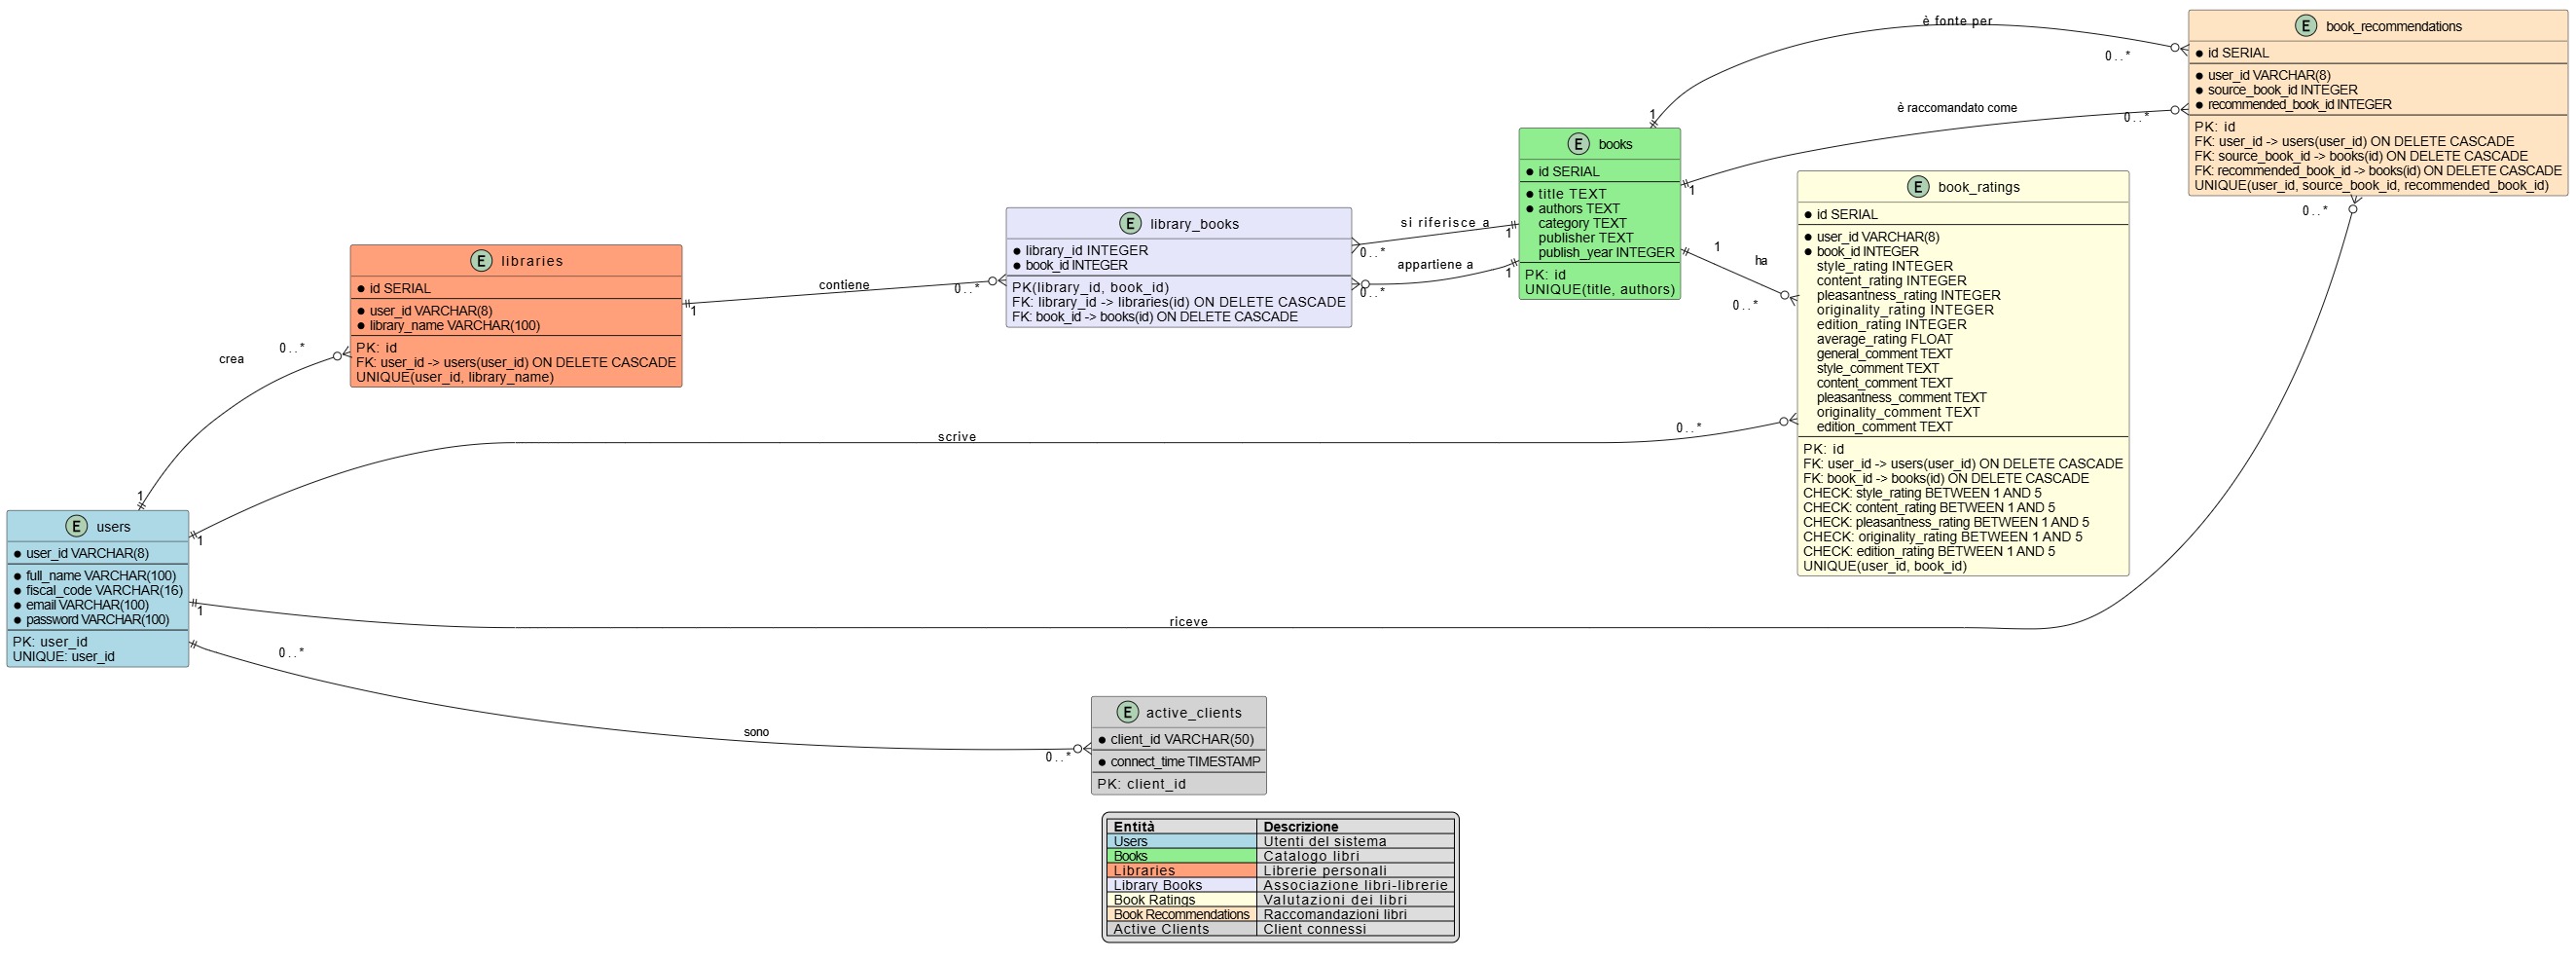 E users
user_id VARCHAR(8)
full_name VARCHAR(100)
fiscal_code VARCHAR(16)
email VARCHAR(100)
password VARCHAR(100)
PK: user_id
UNIQUE: user_id
1
crea
0..*
1
scrive
0..*
1
riceve
0..*
0..*
sono
0..*
E libraries
id SERIAL
user_id VARCHAR(8)
library_name VARCHAR(100)
PK: id
FK: user_id -> users(user_id) ON DELETE CASCADE
UNIQUE(user_id, library_name)
1
contiene
0..*
E library_books
library_id INTEGER
book_id INTEGER
PK(library_id, book_id)
FK: library_id -> libraries(id) ON DELETE CASCADE
FK: book_id -> books(id) ON DELETE CASCADE
si riferisce a
0..*
1
appartiene a
0..*
1
E books
id SERIAL
title TEXT
authors TEXT
category TEXT
publisher TEXT
publish_year INTEGER
PK: id
UNIQUE(title, authors)
1
è fonte per
0..*
1
è raccomandato come
0..*
1
ha
0..*
E book_ratings
id SERIAL
user_id VARCHAR(8)
book_id INTEGER
style_rating INTEGER
content_rating INTEGER
pleasantness_rating INTEGER
originality_rating INTEGER
edition_rating INTEGER
average_rating FLOAT
general_comment TEXT
style_comment TEXT
content_comment TEXT
pleasantness_comment TEXT
originality_comment TEXT
edition_comment TEXT
PK: id
FK: user_id -> users(user_id) ON DELETE CASCADE
FK: book_id -> books(id) ON DELETE CASCADE
CHECK: style_rating BETWEEN 1 AND 5
CHECK: content_rating BETWEEN 1 AND 5
CHECK: pleasantness_rating BETWEEN 1 AND 5
CHECK: originality_rating BETWEEN 1 AND 5
CHECK: edition_rating BETWEEN 1 AND 5
UNIQUE(user_id, book_id)
E book_recommendations
id SERIAL
user_id VARCHAR(8)
source_book_id INTEGER
recommended_book_id INTEGER
PK: id
FK: user_id -> users(user_id) ON DELETE CASCADE
FK: source_book_id -> books(id) ON DELETE CASCADE
FK: recommended_book_id -> books(id) ON DELETE CASCADE
UNIQUE(user_id, source_book_id, recommended_book_id)
E active_clients
client_id VARCHAR(50)
connect_time TIMESTAMP
PK: client_id
Entità Descrizione
Users Utenti del sistema
Books Catalogo libri
Libraries Librerie personali
Library Books Associazione libri-librerie
Book Ratings Valutazioni dei libri
Book Recommendations Raccomandazioni libri
Active Clients Client connessi